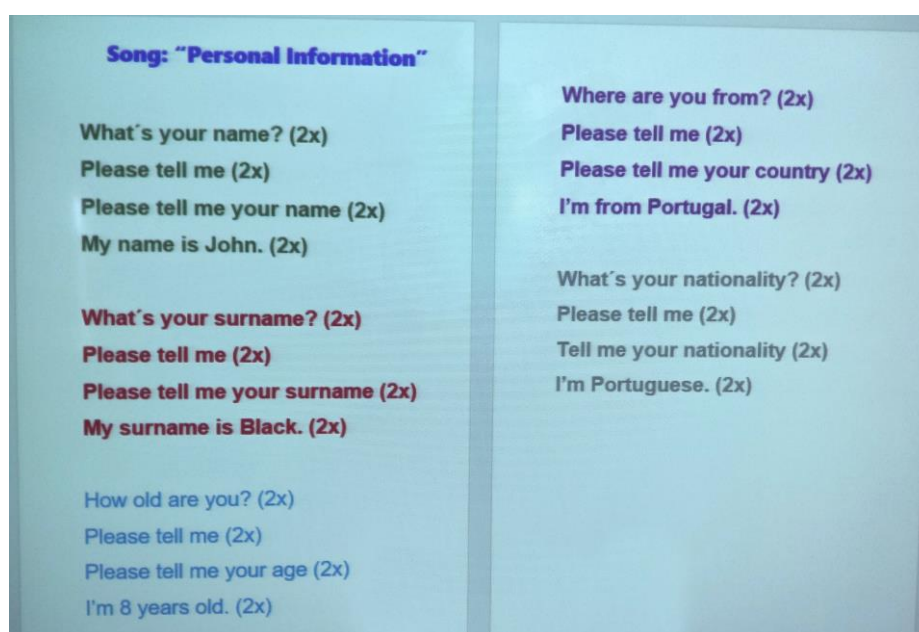 Song: “Personal Information”
What´s your name? (2x)
Please tell me (2x)
Please tell me your name (2x)
My name is John. (2x)
What´s your surname? (2x)
Please tell me (2x)
Please tell me your surname (2x)
My surname is Black. (2x)
How old are you? (2x)
Please tell me (2x)
Please tell me your age (2x)
I'm 8 years old. (2x)
Where are you from? (2x)
Please tell me (2x)
Please tell me your country (2x)
I’m from Portugal. (2x)
What´s your nationality? (2x)
Please tell me (2x)
Tell me your nationality (2x)
I’m Portuguese. (2x)